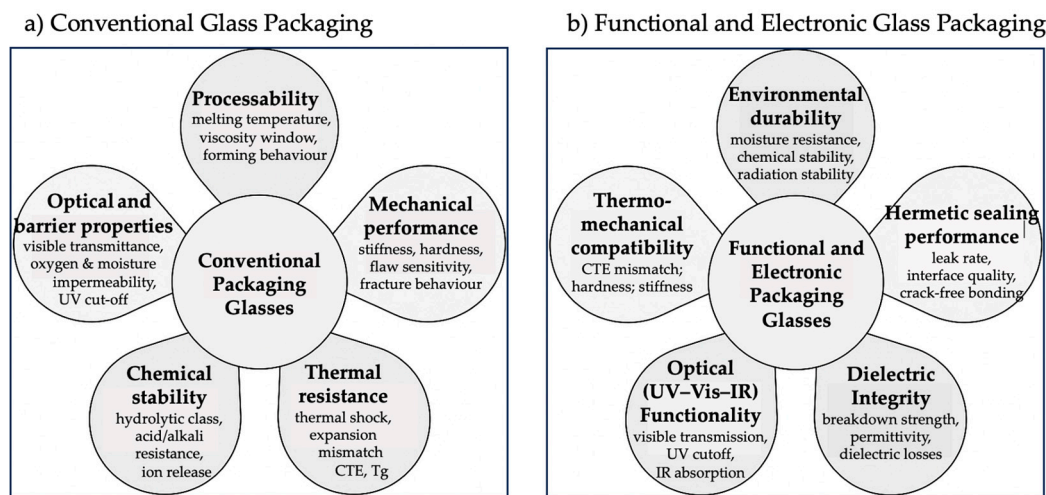 a) Conventional Glass Packaging
Processability
melting temperature,
viscosity window,
forming behaviour
Optical and
barrier properties
visible transmittance,
oxygen & moisture
impermeability,
UV cut-off
Mechanical
performance
stiffness, hardness,
flaw sensitivity,
fracture behaviour
Conventional
Packaging
Glasses
Chemical
stability
hydrolytic class,
acid/alkali
resistance,
ion release
Thermal
resistance
thermal shock,
expansion
mismatch
CTE, Tg
b) Functional and Electronic Glass Packaging
Environmental
durability
moisture resistance,
chemical stability,
radiation stability
Thermo-
mechanical
compatibility
CTE mismatch;
hardness; stiffness
Hermetic sealing
performance
leak rate,
interface quality,
crack-free bonding
Functional and
Electronic
Packaging
Glasses
Optical
(UV–Vis–IR)
Functionality
visible transmission,
UV cutoff,
IR absorption
Dielectric
Integrity
breakdown strength,
permittivity,
dielectric losses